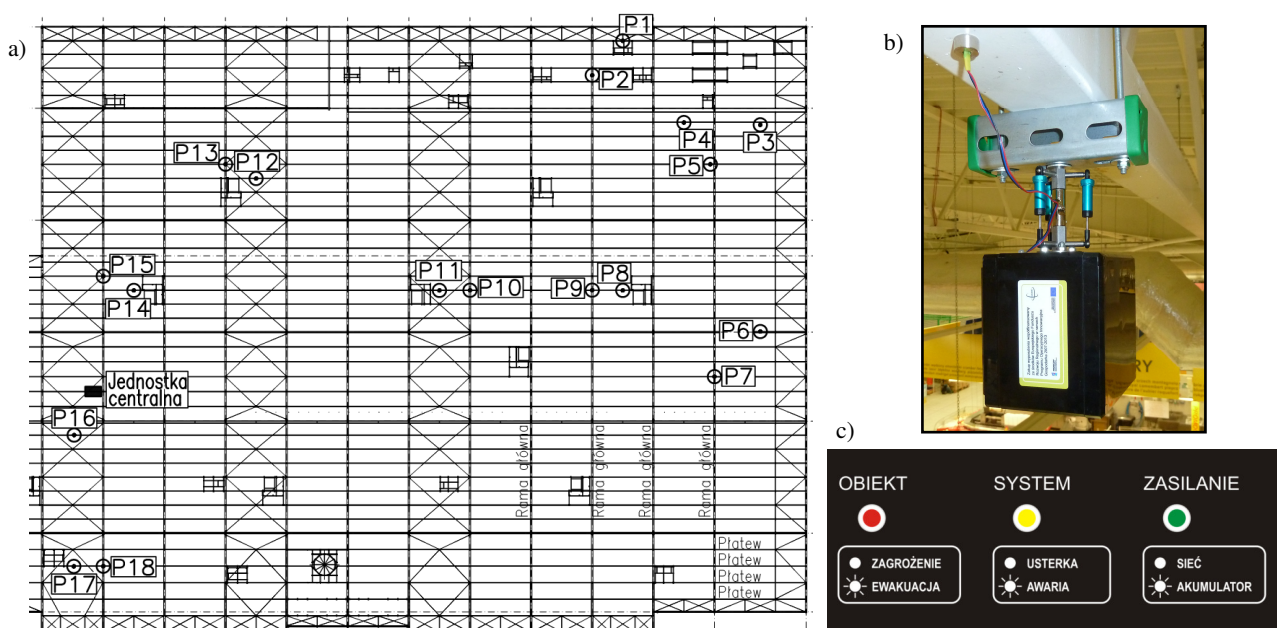 a)
P1
P2
P3
P4
P5
P13
P12
P15
P14
P11
P10
P9
P8
P6
P7
Jednostka
centralna
P16
P17
P18
Rama główna
Rama główna
Rama główna
Rama główna
Płatew
Płatew
Płatew
Płatew
b)
RY
c)
OBIEKT
SYSTEM
ZASILANIE
ZAGROŻENIE
EWAKUACJA
USTERKA
AWARIA
SIEĆ
AKUMULATOR